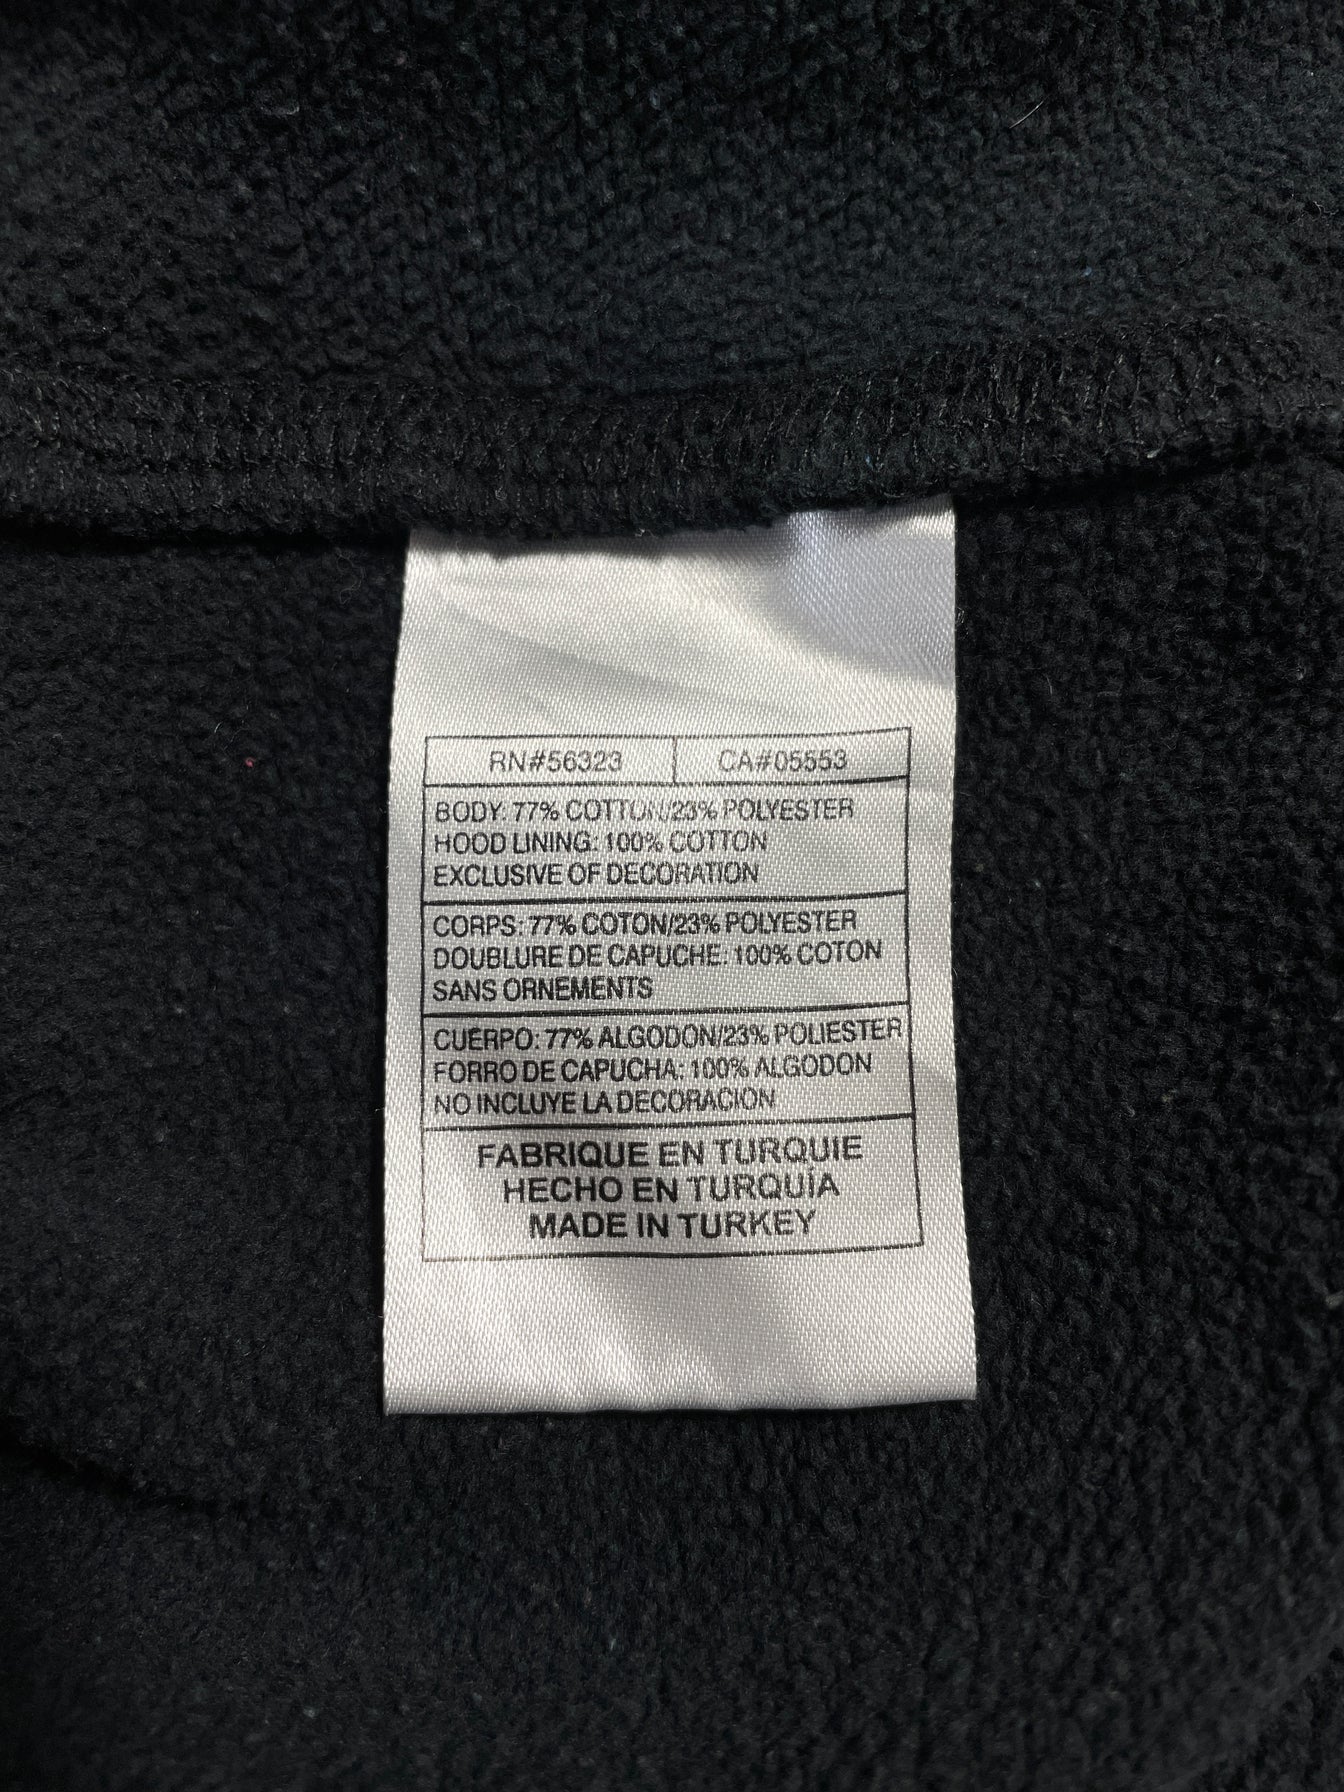 RN#56323 CA#05553
BODY: 77% COTTON/23% POLYESTER
HOOD LINING: 100% COTTON
EXCLUSIVE OF DECORATION
CORPS: 77% COTON/23% POLYESTER
DOUBLURE DE CAPUCHE: 100% COTON
SANS ORNEMENTS
CUERPO: 77% ALGODON/23% POLIESTER
FORRO DE CAPUCHA: 100% ALGODON
NO INCLUYE LA DECORACION
FABRIQUE EN TURQUIE
HECHO EN TURQUÍA
MADE IN TURKEY